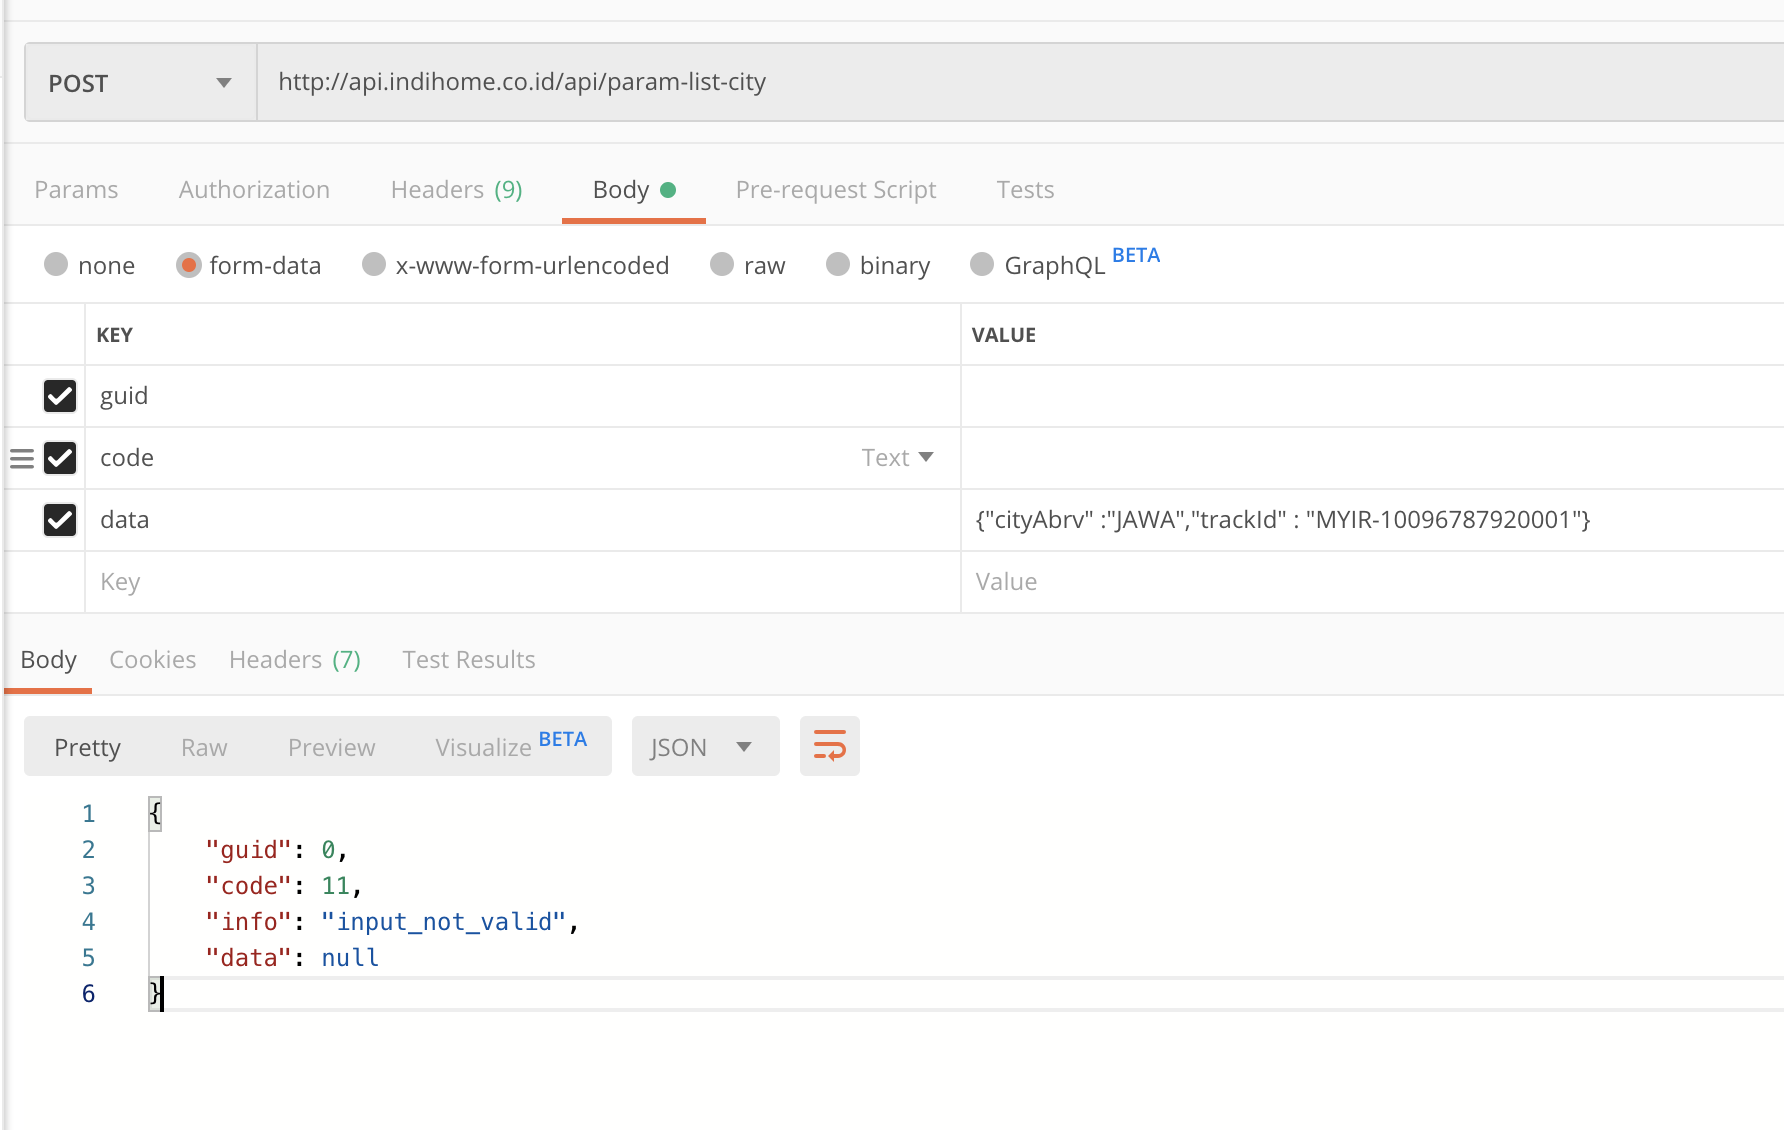 POST http://api.indihome.co.id/api/param-list-city
Params Authorization Headers (9) Body Pre-request Script Tests
none form-data x-www-form-urlencoded raw binary GraphQL BETA
KEY VALUE
guid
code Text
data {"cityAbrv" :"JAWA","trackId" : "MYIR-10096787920001"}
Key Value
Body Cookies Headers (7) Test Results
Pretty Raw Preview Visualize BETA JSON
1 {
2 "guid": 0,
3 "code": 11,
4 "info": "input_not_valid",
5 "data": null
6 }